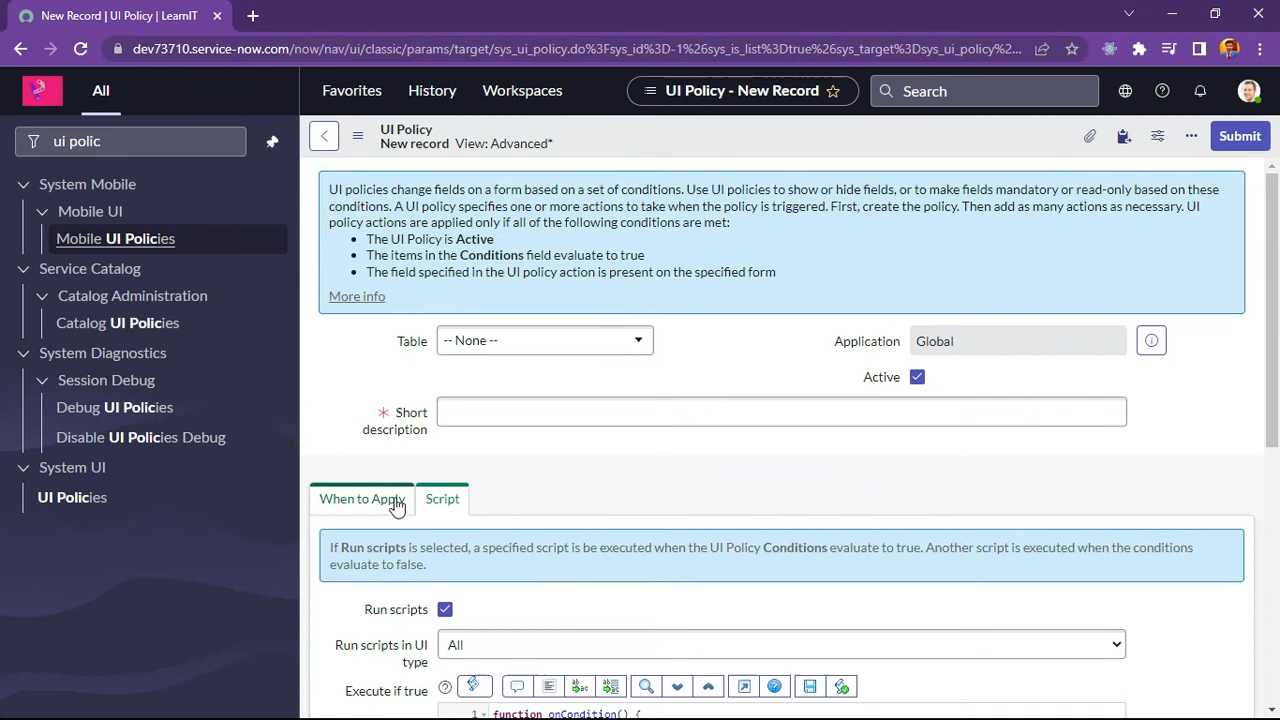 New Record | UI Policy | LearnIT
dev73710.service-now.com/now/nav/ui/classic/params/target/sys_ui_policy.do%3Fsys_id%3D-1%26sys_is_list%3Dtrue%26sys_target%3Dsys_ui_policy%2...
All
Favorites
History
Workspaces
UI Policy - New Record
Search
ui polic
System Mobile
Mobile UI
Mobile UI Policies
Service Catalog
Catalog Administration
Catalog UI Policies
System Diagnostics
Session Debug
Debug UI Policies
Disable UI Policies Debug
System UI
UI Policies
UI Policy
New record View: Advanced*
Submit
UI policies change fields on a form based on a set of conditions. Use UI policies to show or hide fields, or to make fields mandatory or read-only based on these
conditions. A UI policy specifies one or more actions to take when the policy is triggered. First, create the policy. Then add as many actions as necessary. UI
policy actions are applied only if all of the following conditions are met:
• The UI Policy is Active
• The items in the Conditions field evaluate to true
• The field specified in the UI policy action is present on the specified form
More info
Table
-- None --
Application
Global
Active
* Short
description
When to Apply
Script
If Run scripts is selected, a specified script is executed when the UI Policy Conditions evaluate to true. Another script is executed when the conditions
evaluate to false.
Run scripts
Run scripts in UI
type
All
Execute if true
1
function onCondition() {